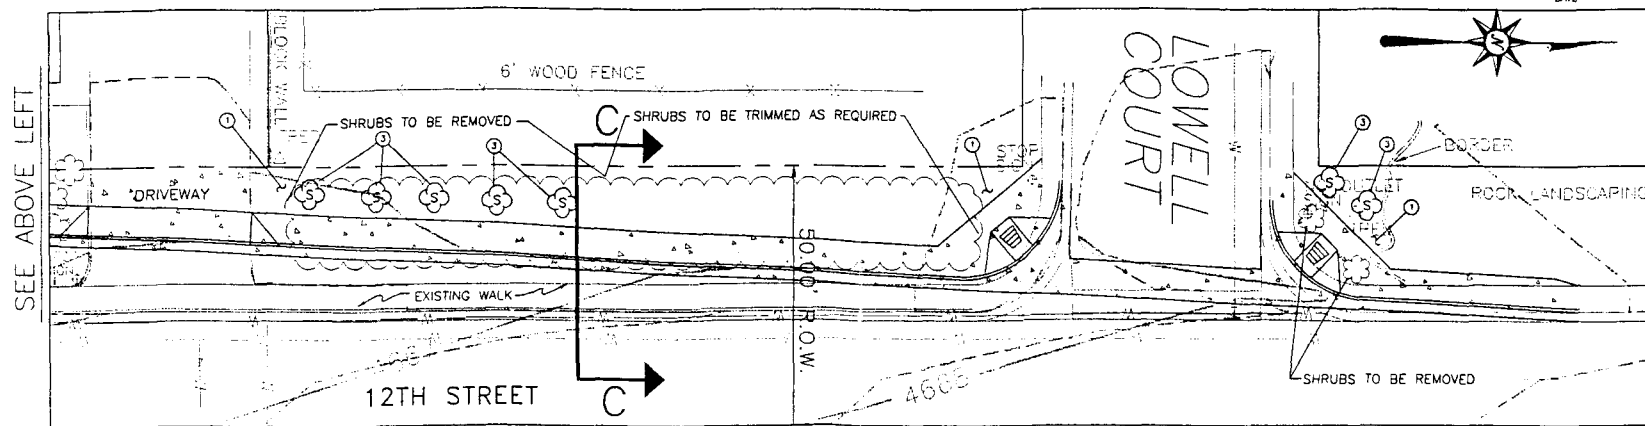 SEE ABOVE LEFT
BLOCK WALL
6' WOOD FENCE
1
SHRUBS TO BE REMOVED
C
SHRUBS TO BE TRIMMED AS REQUIRED
3
3
S
S
S
S
S
DRIVEWAY
1
STOP
LOWELL
COURT
W
N
3
3
BORDER
S
S
OUTLET
ROCK LANDSCAPING
1
50.00' R.O.W.
EXISTING WALK
W
W
W
W
W
12TH STREET
C
SHRUBS TO BE REMOVED